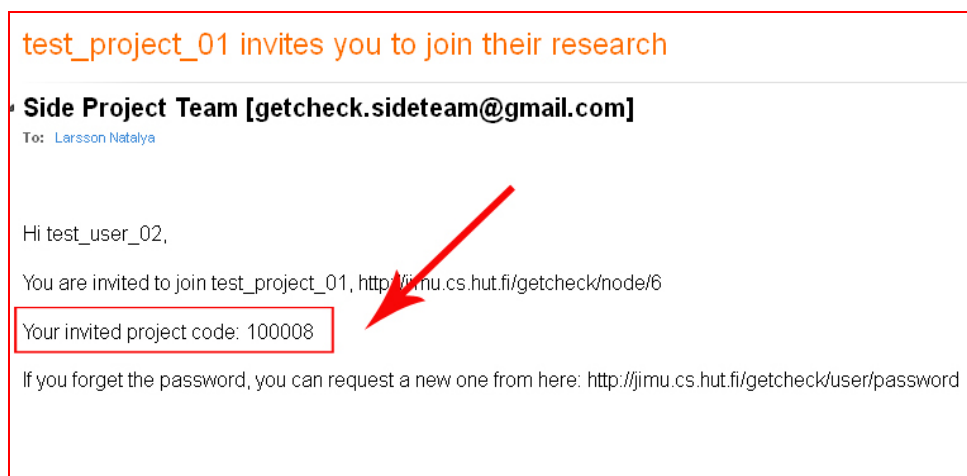 test_project_01 invites you to join their research
Side Project Team [getcheck.sideteam@gmail.com]
To: Larsson Natalya
Hi test_user_02,
You are invited to join test_project_01, http://jimu.cs.hut.fi/getcheck/node/6
Your invited project code: 100008
If you forget the password, you can request a new one from here: http://jimu.cs.hut.fi/getcheck/user/password